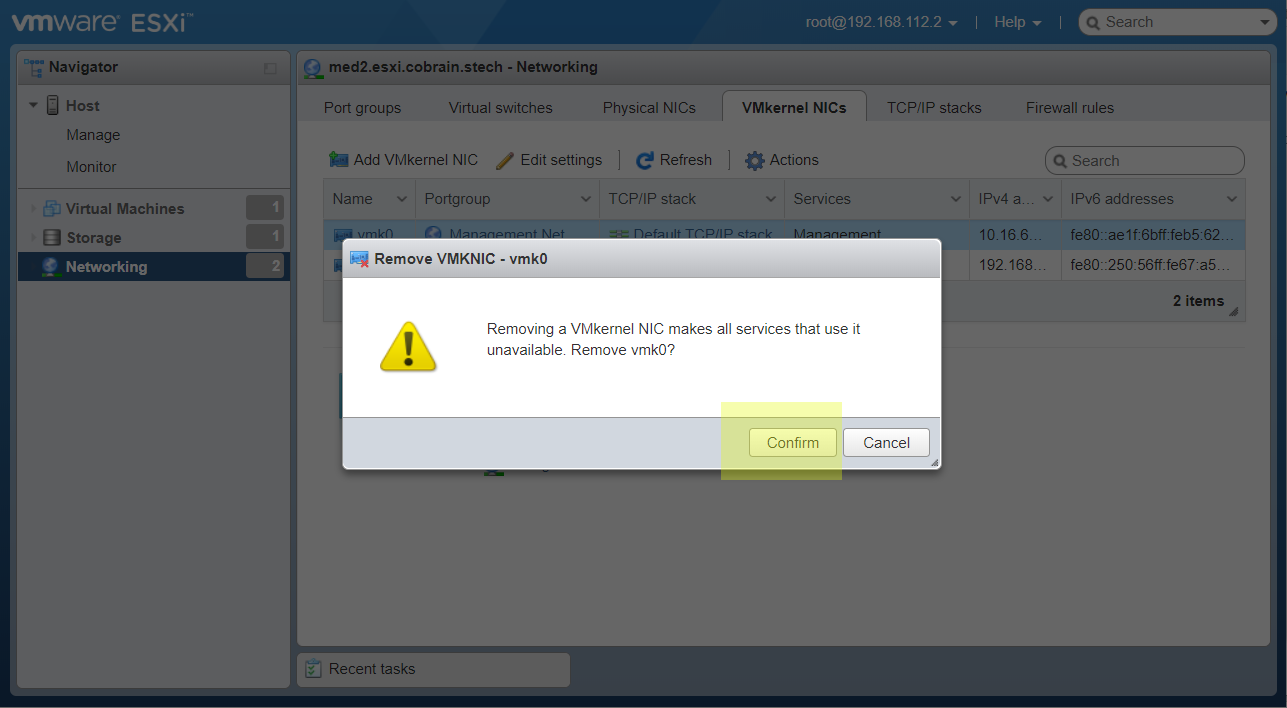 vmware ESXi™
root@192.168.112.2 | Help | Search
Navigator
Host
Manage
Monitor
Virtual Machines 1
Storage 1
Networking 2
med2.esxi.cobrain.stech - Networking
Port groups Virtual switches Physical NICs VMkernel NICs TCP/IP stacks Firewall rules
Add VMkernel NIC Edit settings Refresh Actions Search
Name Portgroup TCP/IP stack Services IPv4 a... IPv6 addresses
vmk0 Management Net Default TCP/IP stack Management 10.16.6... fe80::ae1f:6bff:feb5:62...
192.168... fe80::250:56ff:fe67:a5...
2 items
Remove VMKNIC - vmk0
Removing a VMkernel NIC makes all services that use it
unavailable. Remove vmk0?
Confirm Cancel
Recent tasks